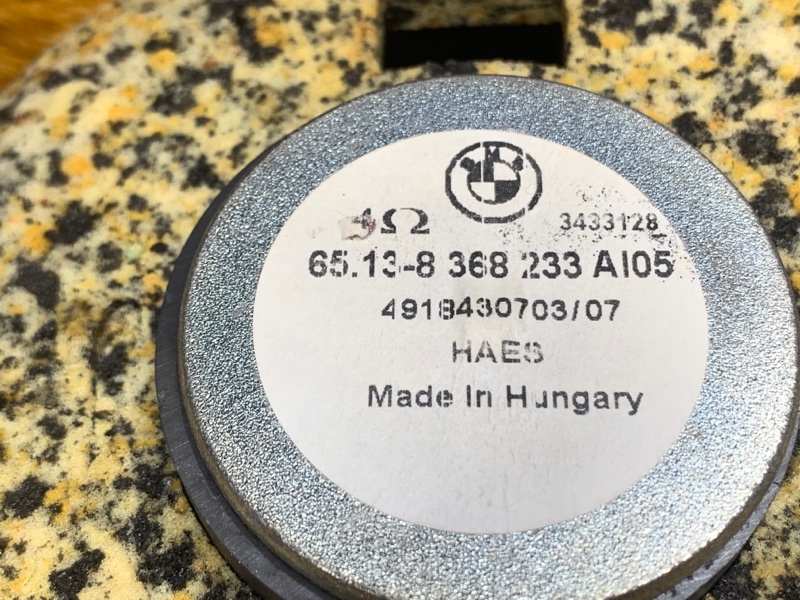 4Ω
3433128
65.13-8 368 233 AI05
4918430703/07
HAES
Made In Hungary